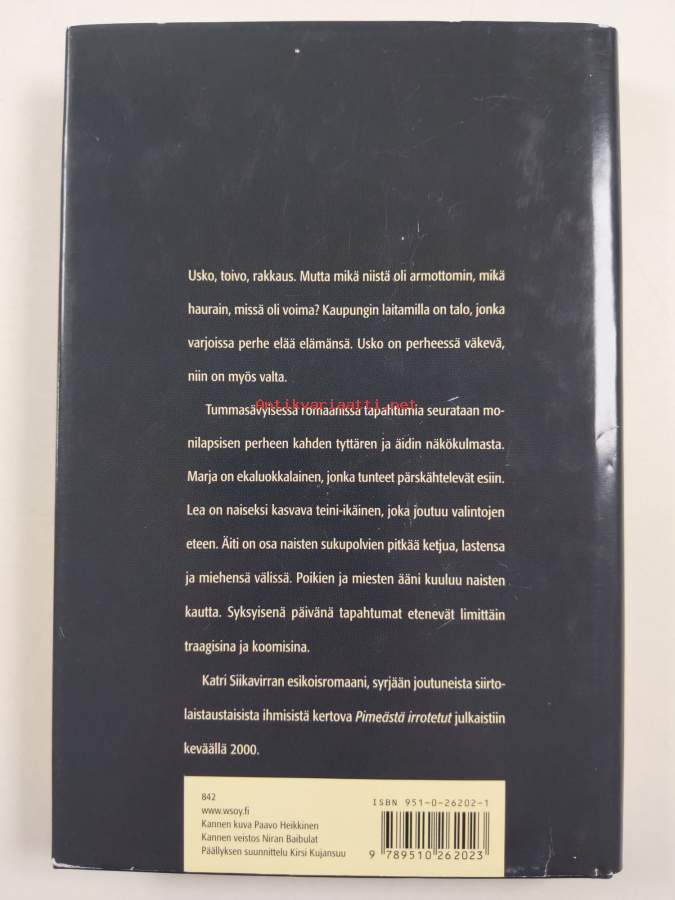 Usko, toivo, rakkaus. Mutta mikä niistä oli armottomin, mikä
haurain, missä oli voima? Kaupungin laitamilla on talo, jonka
varjoissa perhe elää elämänsä. Usko on perheessä väkevä,
niin on myös valta.
Antikvariaatti.net
Tummasävyisessä romaanissa tapahtumia seurataan mo-
nilapsisen perheen kahden tyttären ja äidin näkökulmasta.
Marja on ekaluokkalainen, jonka tunteet pärskähtelevät esiin.
Lea on naiseksi kasvava teini-ikäinen, joka joutuu valintojen
eteen. Äiti on osa naisten sukupolvien pitkää ketjua, lastensa
ja miehensä välissä. Poikien ja miesten ääni kuuluu naisten
kautta. Syksyisenä päivänä tapahtumat etenevät limittäin
traagisina ja koomisina.
Katri Siikavirran esikoisromaani, syrjään joutuneista siirto-
laistaustaisista ihmisistä kertova Pimeästä irrotetut julkaistiin
keväällä 2000.
842
www.wsoy.fi
Kannen kuva Paavo Heikkinen
Kannen veistos Niran Baibulat
Päällyksen suunnittelu Kirsi Kujansuu
ISBN 951-0-26202-1
9 789510 262023